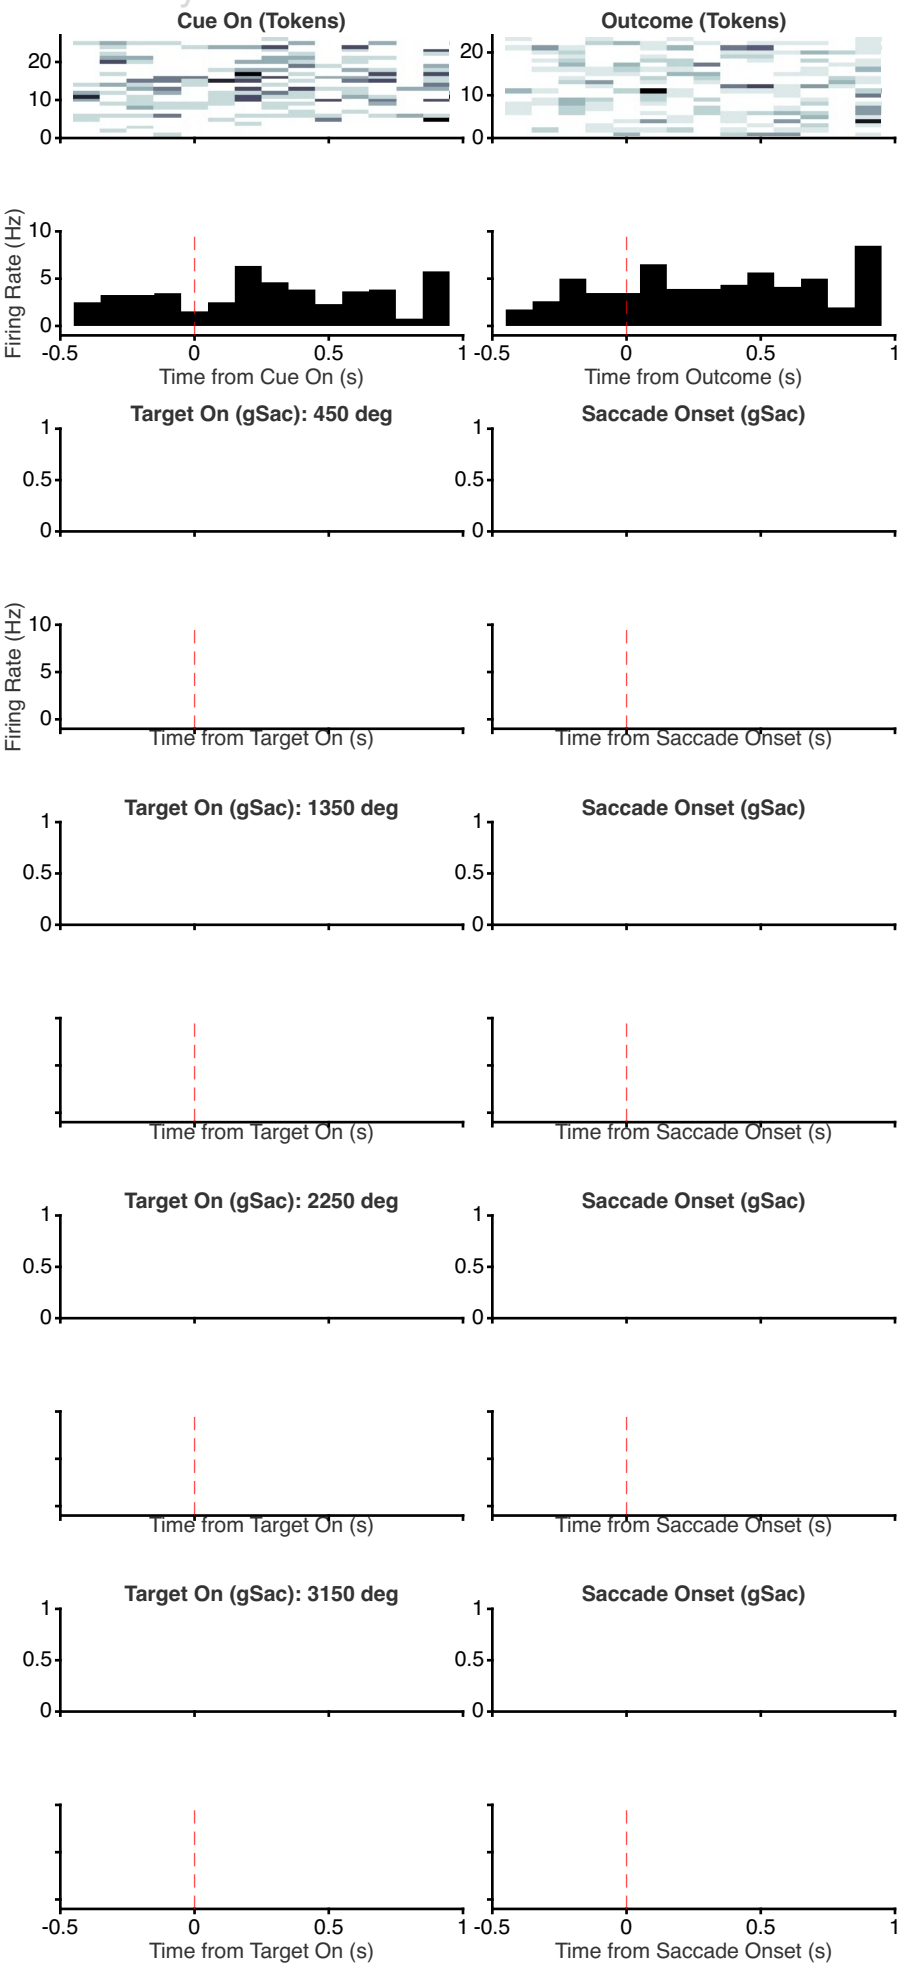 Cue On (Tokens) Outcome (Tokens)
20 20
10 10
0 0
Firing Rate (Hz)
10
5
0
-0.5 0 0.5 1 -0.5 0 0.5 1
Time from Cue On (s) Time from Outcome (s)
Target On (gSac): 450 deg Saccade Onset (gSac)
1 1
0.5 0.5
0 0
Firing Rate (Hz)
10
5
0
Time from Target On (s) Time from Saccade Onset (s)
Target On (gSac): 1350 deg Saccade Onset (gSac)
1 1
0.5 0.5
0 0
Time from Target On (s) Time from Saccade Onset (s)
Target On (gSac): 2250 deg Saccade Onset (gSac)
1 1
0.5 0.5
0 0
Time from Target On (s) Time from Saccade Onset (s)
Target On (gSac): 3150 deg Saccade Onset (gSac)
1 1
0.5 0.5
0 0
-0.5 0 0.5 1 -0.5 0 0.5 1
Time from Target On (s) Time from Saccade Onset (s)